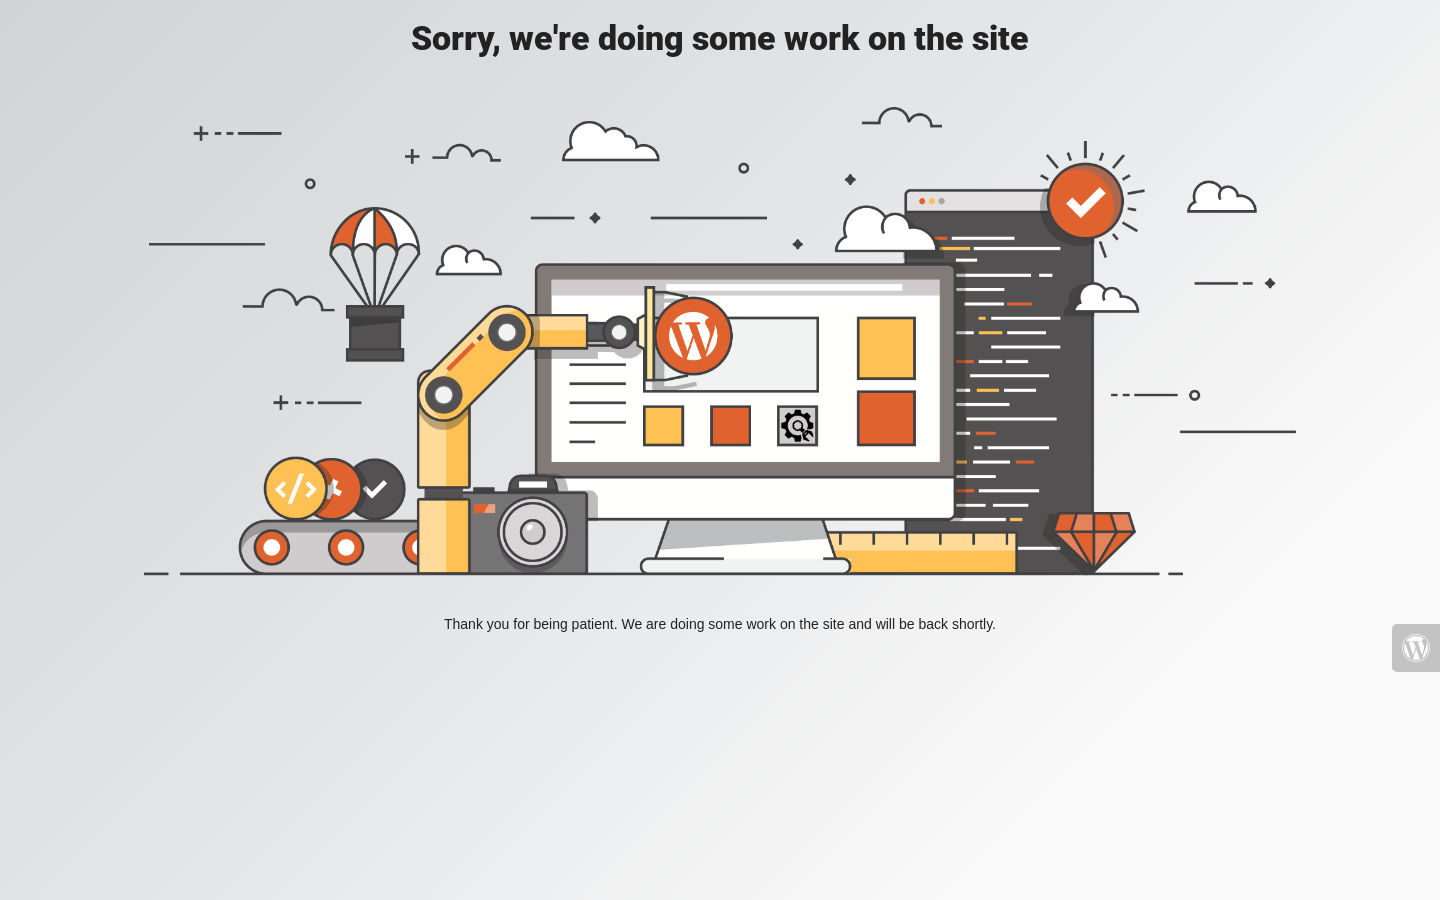 Sorry, we're doing some work on the site
Thank you for being patient. We are doing some work on the site and will be back shortly.